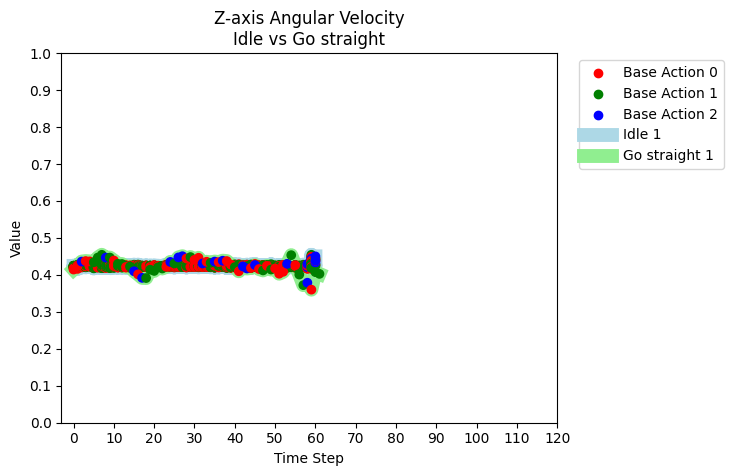 Z-axis Angular Velocity
Idle vs Go straight
1.0
0.9
0.8
0.7
0.6
0.5
0.4
0.3
0.2
0.1
0.0
Value
0 10 20 30 40 50 60 70 80 90 100 110 120
Time Step
Base Action 0
Base Action 1
Base Action 2
Idle 1
Go straight 1